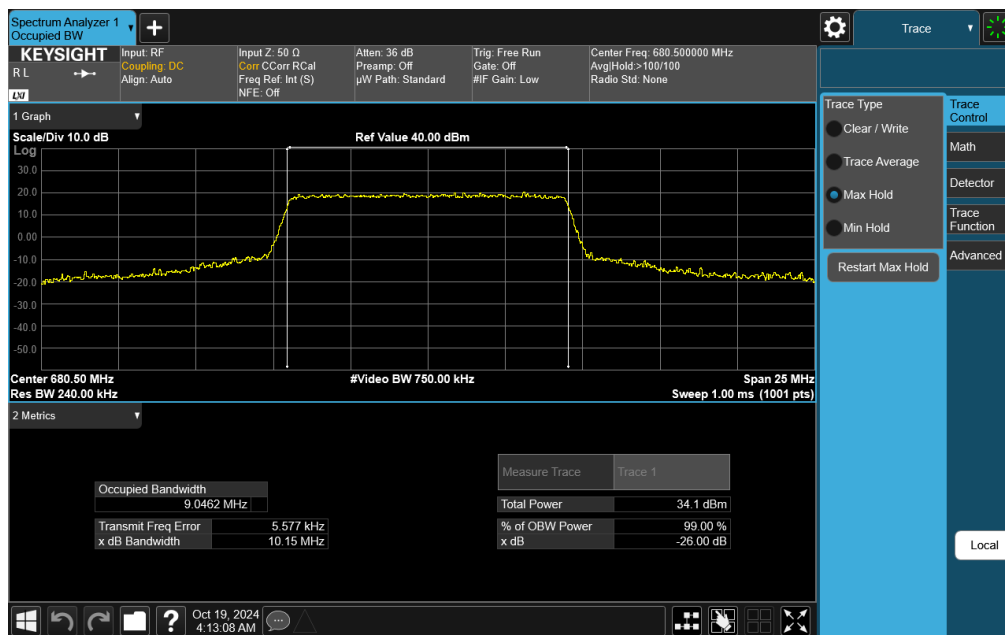 Spectrum Analyzer 1
Occupied BW
+
Trace
KEYSIGHT
R L
LXI
Input: RF
Coupling: DC
Align: Auto
Input Z: 50 Ω
Corr CCorr RCal
Freq Ref: Int (S)
NFE: Off
Atten: 36 dB
Preamp: Off
µW Path: Standard
Trig: Free Run
Gate: Off
#IF Gain: Low
Center Freq: 680.500000 MHz
Avg|Hold:>100/100
Radio Std: None
1 Graph
Scale/Div 10.0 dB
Ref Value 40.00 dBm
Log
30.0
20.0
10.0
0.00
-10.0
-20.0
-30.0
-40.0
-50.0
Center 680.50 MHz
#Video BW 750.00 kHz
Span 25 MHz
Res BW 240.00 kHz
Sweep 1.00 ms (1001 pts)
2 Metrics
Measure Trace Trace 1
Occupied Bandwidth
9.0462 MHz
Total Power 34.1 dBm
Transmit Freq Error 5.577 kHz
% of OBW Power 99.00 %
x dB Bandwidth 10.15 MHz
x dB -26.00 dB
Trace Type
Clear / Write
Trace Average
Max Hold
Min Hold
Restart Max Hold
Trace
Control
Math
Detector
Trace
Function
Advanced
Local
?
Oct 19, 2024
4:13:08 AM